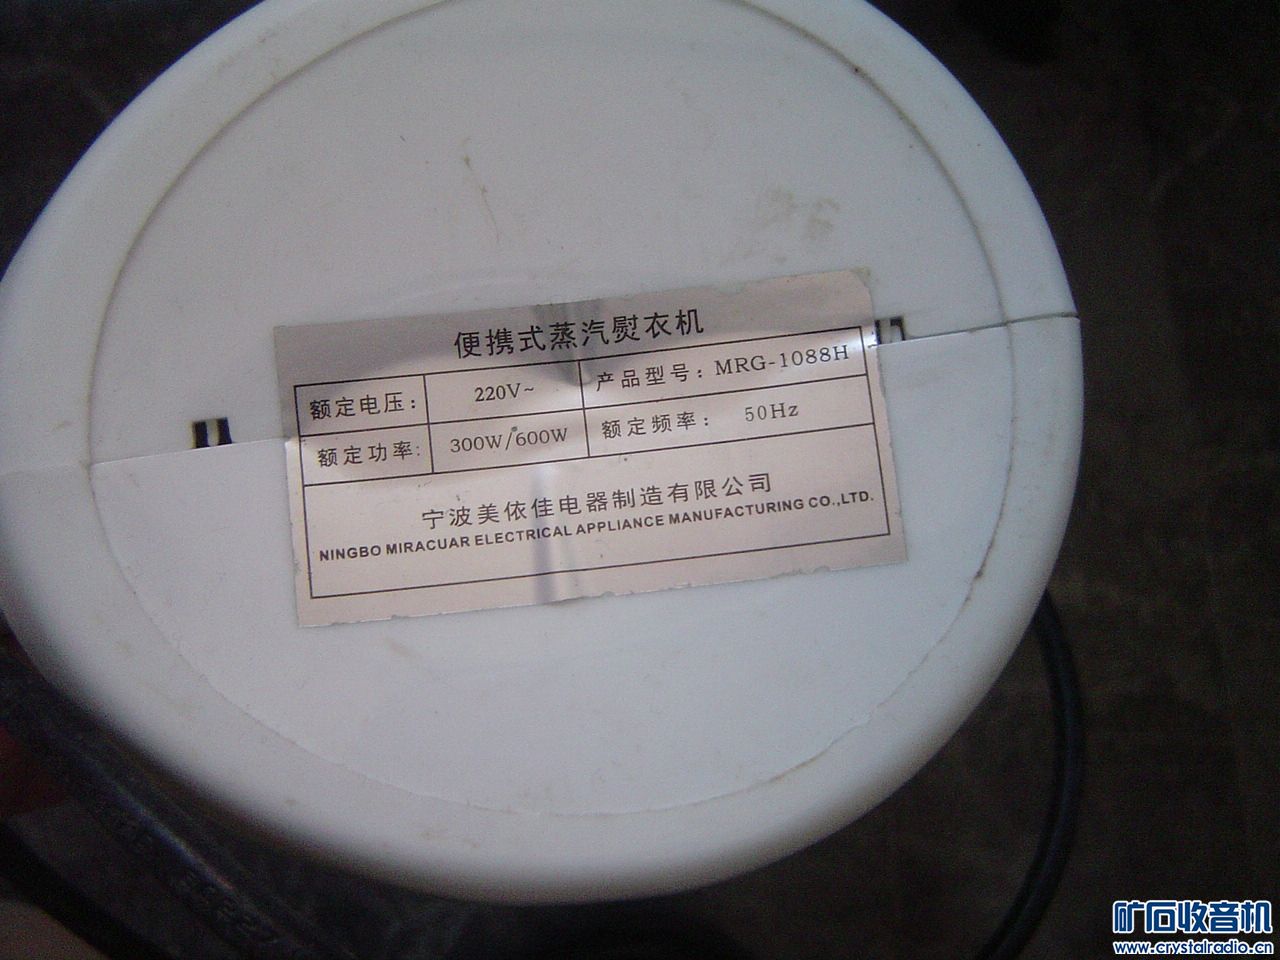 便携式蒸汽熨衣机
额定电压: 220V~ 产品型号: MRG-1088H
额定功率: 300W/600W 额定频率: 50Hz
宁波美依佳电器制造有限公司
NINGBO MIRACUAR ELECTRICAL APPLIANCE MANUFACTURING CO.,LTD.
矿石收音机
www.crystalradio.cn